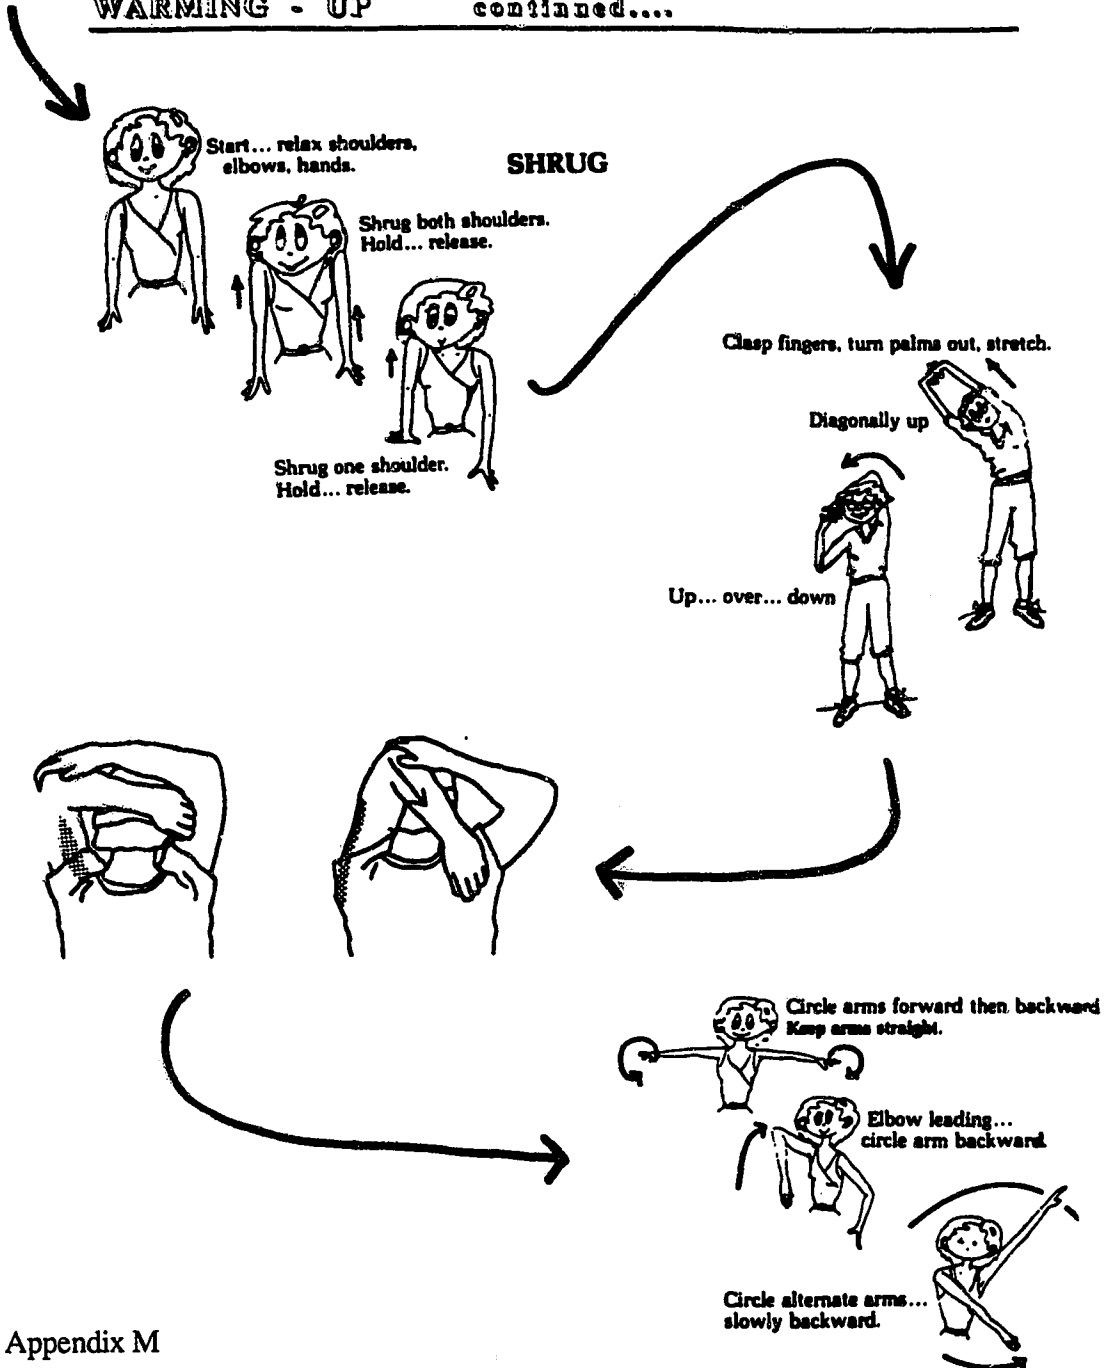 WARMING - UP continued....
Start... relax shoulders,
elbows, hands.
SHRUG
Shrug both shoulders.
Hold... release.
Shrug one shoulder.
Hold... release.
Clasp fingers, turn palms out, stretch.
Diagonally up
Up... over... down
Circle arms forward then backward
Keep arms straight.
Elbow leading...
circle arm backward.
Circle alternate arms...
slowly backward.
Appendix M